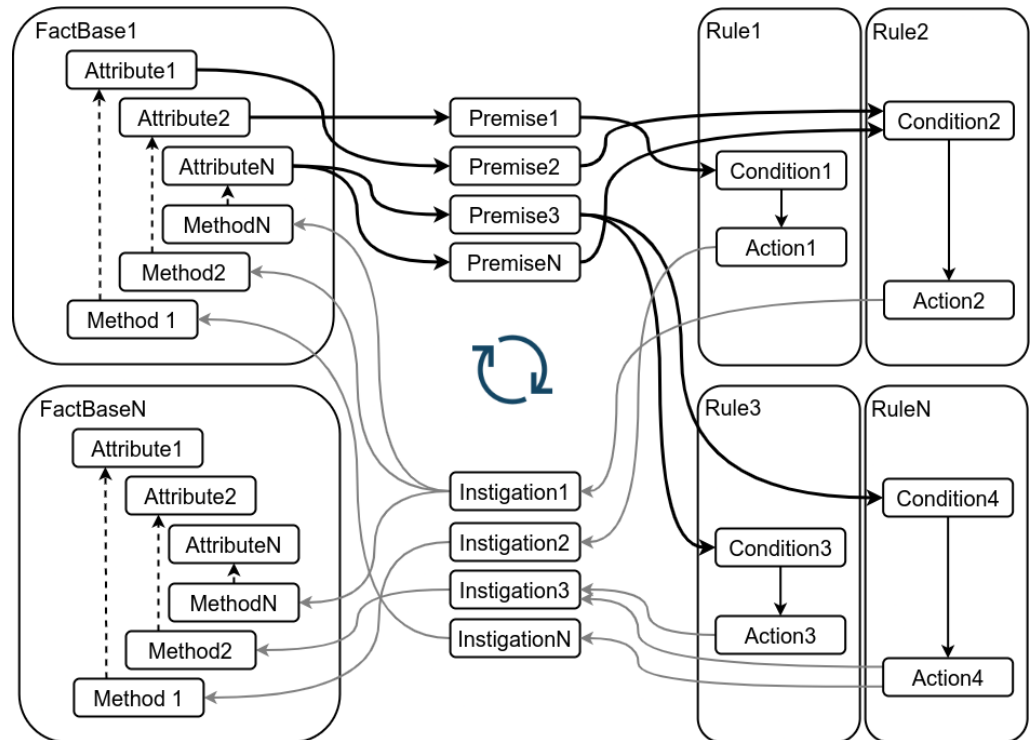 FactBase1
Attribute1
Attribute2
AttributeN
MethodN
Method2
Method 1
FactBaseN
Attribute1
Attribute2
AttributeN
MethodN
Method2
Method 1
Premise1
Premise2
Premise3
PremiseN
Instigation1
Instigation2
Instigation3
InstigationN
Rule1
Condition1
Action1
Rule2
Condition2
Action2
Rule3
Condition3
Action3
RuleN
Condition4
Action4